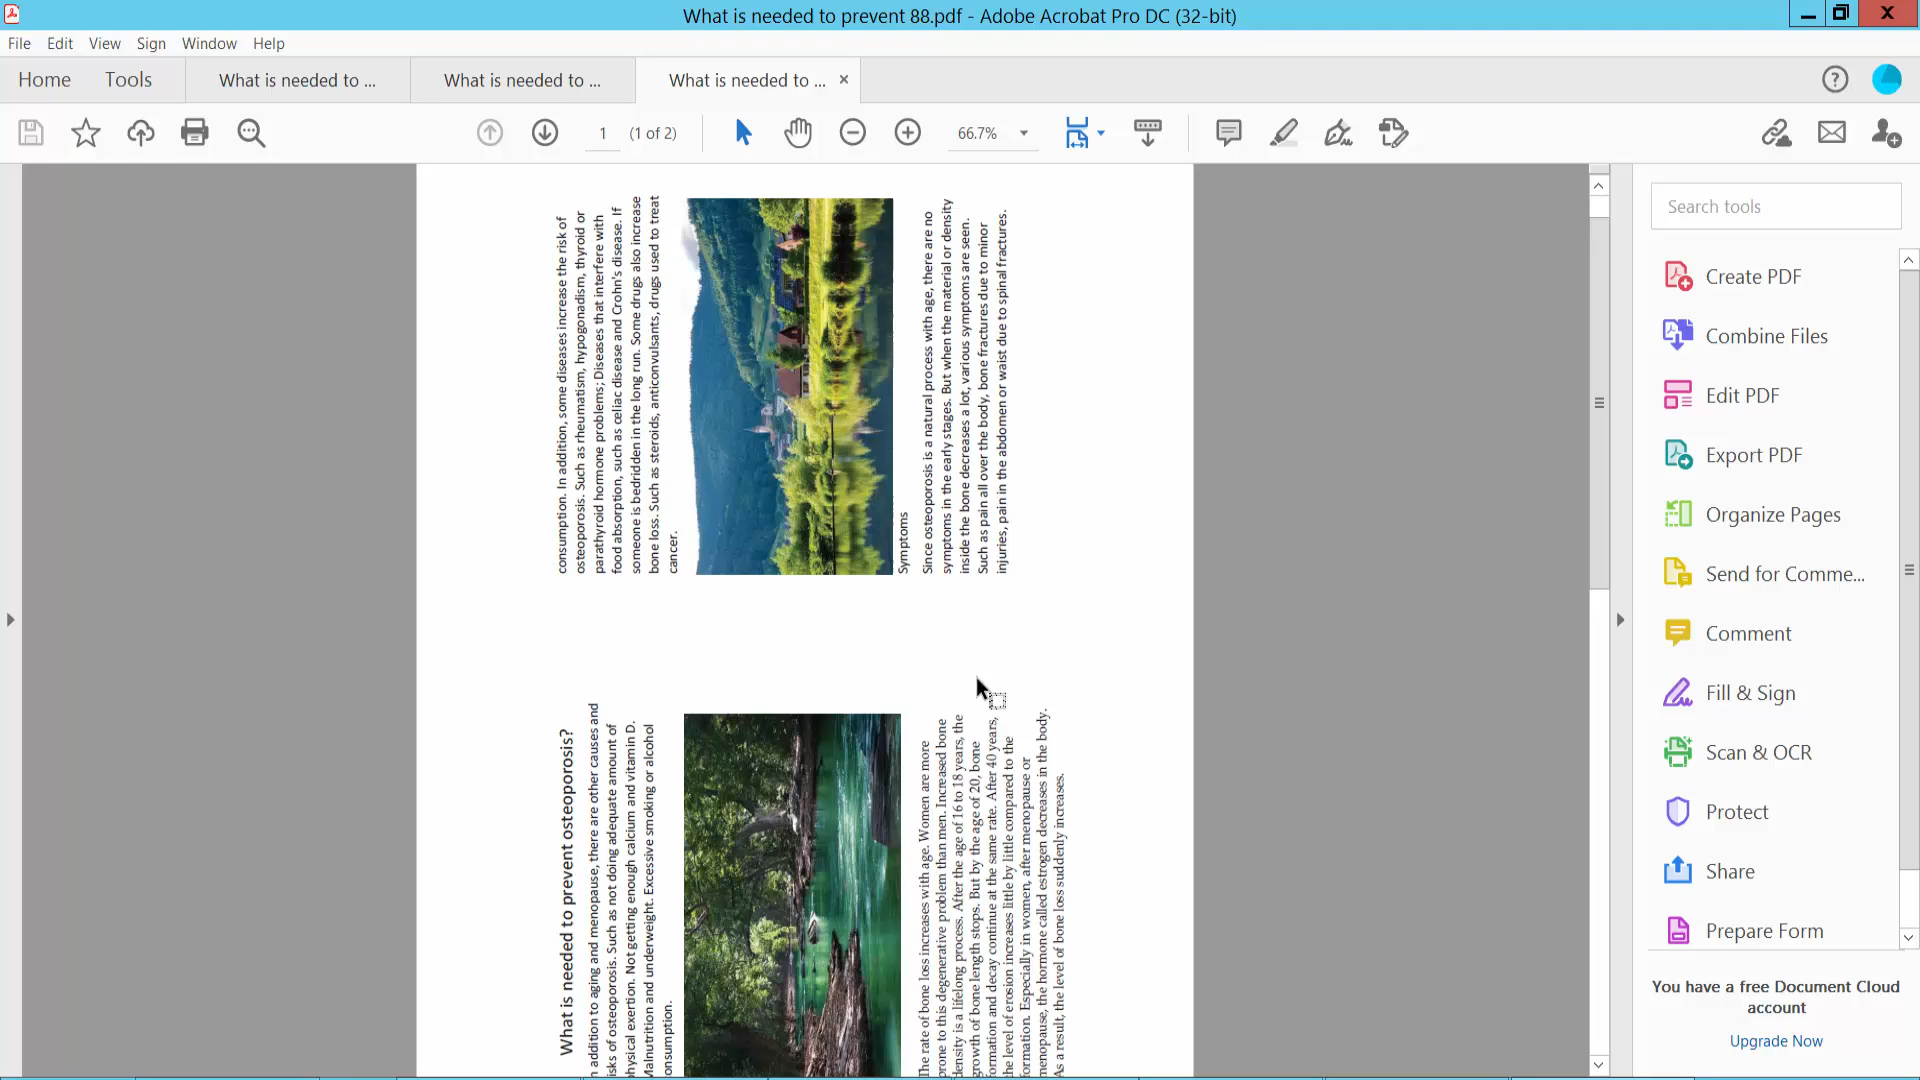 What is needed to prevent 88.pdf - Adobe Acrobat Pro DC (32-bit)
File Edit View Sign Window Help
Home Tools What is needed to ... What is needed to ... What is needed to ...
1 (1 of 2) 66.7%
consumption. In addition, some diseases increase the risk of
osteoporosis. Such as rheumatism, hypogonadism, thyroid or
parathyroid hormone problems; Diseases that interfere with
food absorption, such as celiac disease and Crohn's disease. If
someone is bedridden in the long run. Some drugs also increase
bone loss. Such as steroids, anticonvulsants, drugs used to treat
cancer.
Symptoms
Since osteoporosis is a natural process with age, there are no
symptoms in the early stages. But when the material or density
inside the bone decreases a lot, various symptoms are seen.
Such as pain all over the body, bone fractures due to minor
injuries, pain in the abdomen or waist due to spinal fractures.
What is needed to prevent osteoporosis?
n addition to aging and menopause, there are other causes and
isks of osteoporosis. Such as not doing adequate amount of
physical exertion. Not getting enough calcium and vitamin D.
Malnutrition and underweight. Excessive smoking or alcohol
onsumption.
The rate of bone loss increases with age. Women are more
prone to this degenerative problem than men. Increased bone
density is a lifelong process. After the age of 16 to 18 years, the
growth of bone length stops. But by the age of 20, bone
formation and decay continue at the same rate. After 40 years,
the level of erosion increases little by little compared to the
formation. Especially in women, after menopause or
menopause, the hormone called estrogen decreases in the body.
As a result, the level of bone loss suddenly increases.
Search tools
Create PDF
Combine Files
Edit PDF
Export PDF
Organize Pages
Send for Comme...
Comment
Fill & Sign
Scan & OCR
Protect
Share
Prepare Form
You have a free Document Cloud
account
Upgrade Now